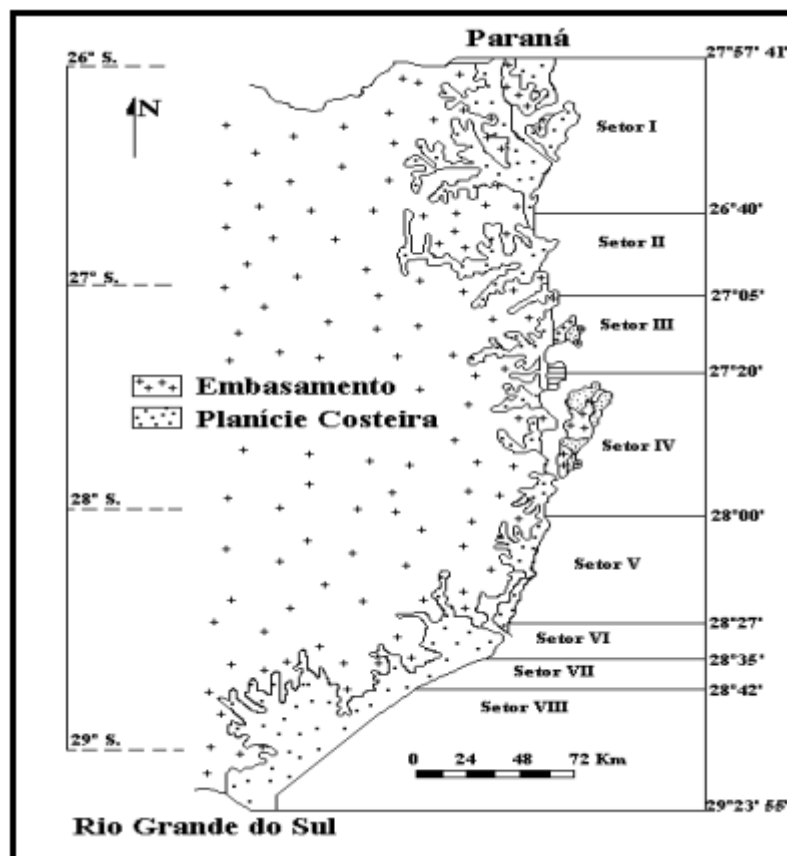 Paraná
26° S.
27°57' 41"
N
Setor I
26°40'
Setor II
27° S.
27°05'
Setor III
27°20'
Embasamento
Planície Costeira
Setor IV
28° S.
28°00'
Setor V
28°27'
Setor VI
28°35'
Setor VII
28°42'
Setor VIII
29° S.
0 24 48 72 Km
29°23' 55"
Rio Grande do Sul